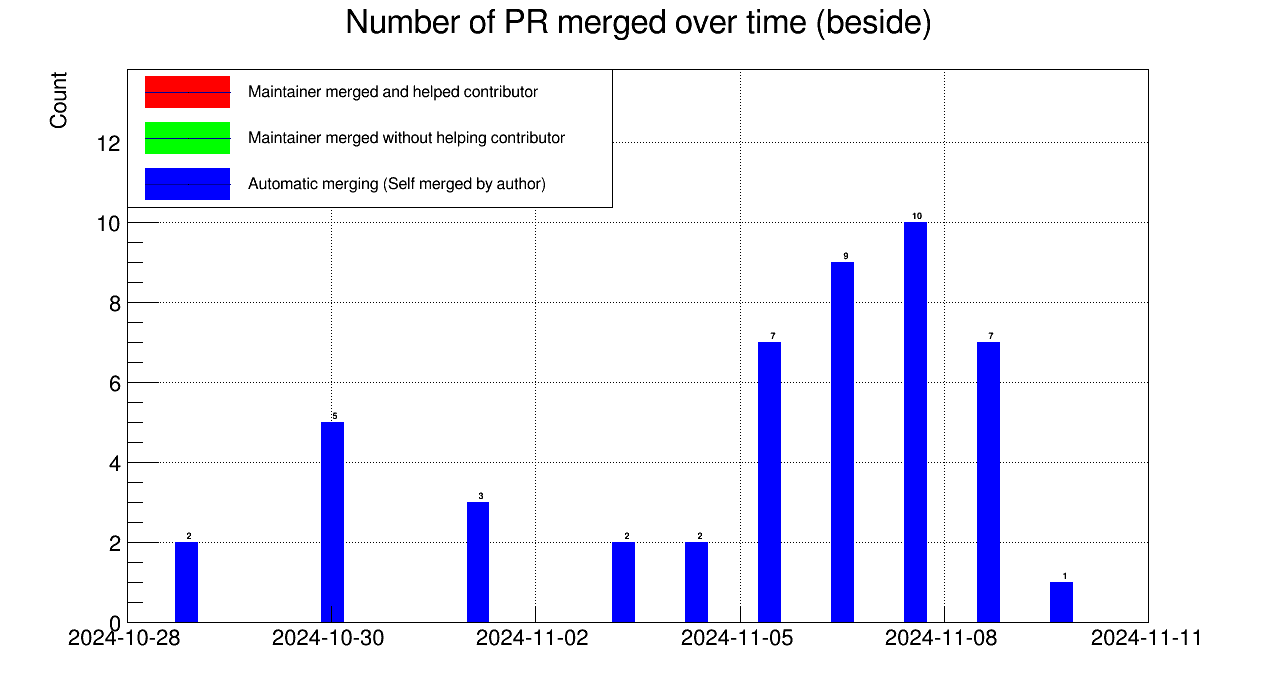 Number of PR merged over time (beside)
Count
Maintainer merged and helped contributor
Maintainer merged without helping contributor
Automatic merging (Self merged by author)
12
10
8
6
4
2
0
2
5
3
2
2
7
9
10
7
1
2024-10-28 2024-10-30 2024-11-02 2024-11-05 2024-11-08 2024-11-11